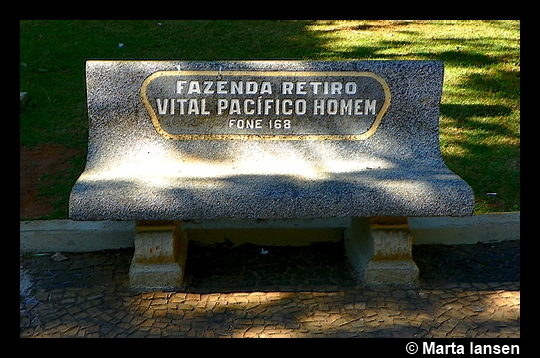 FAZENDA RETIRO
VITAL PACÍFICO HOMEM
FONE 168
© Marta Iansen